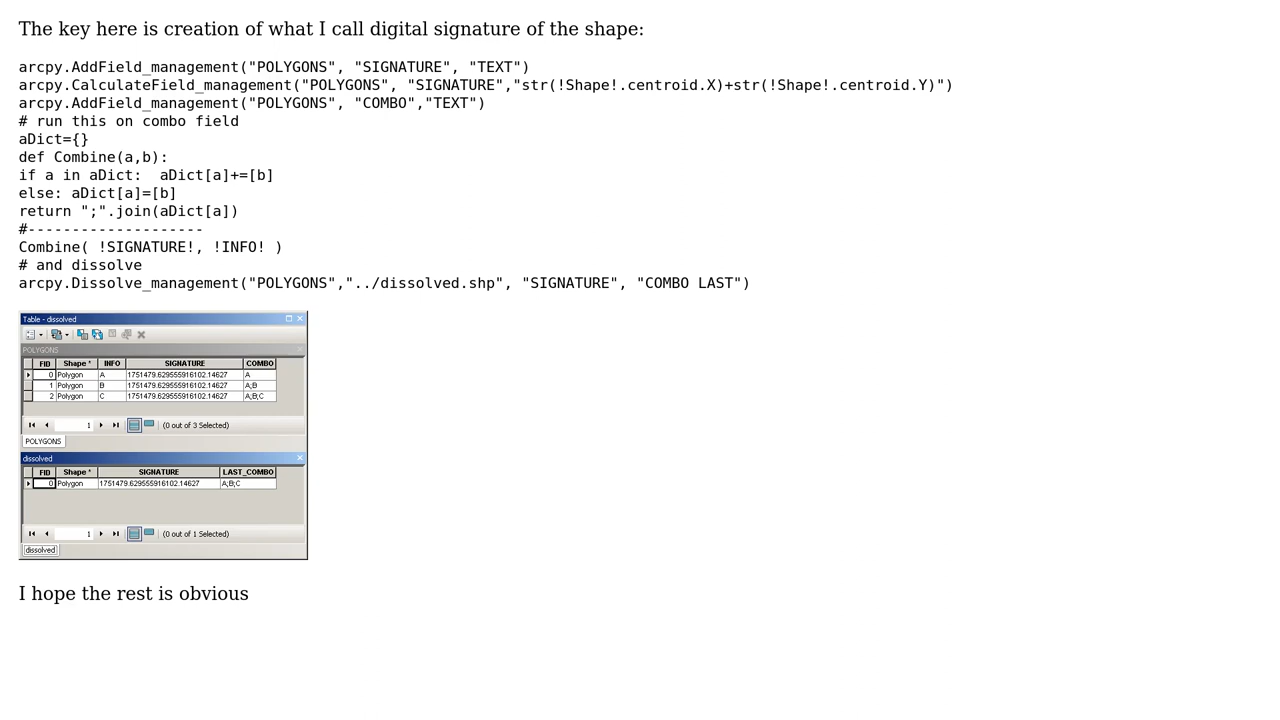 The key here is creation of what I call digital signature of the shape:
arcpy.AddField_management("POLYGONS", "SIGNATURE", "TEXT")
arcpy.CalculateField_management("POLYGONS", "SIGNATURE","str(!Shape!.centroid.X)+str(!Shape!.centroid.Y)")
arcpy.AddField_management("POLYGONS", "COMBO","TEXT")
# run this on combo field
aDict={}
def Combine(a,b):
if a in aDict:  aDict[a]+=[b]
else: aDict[a]=[b]
return ";".join(aDict[a])
#--------------------
Combine( !SIGNATURE!, !INFO! )
# and dissolve
arcpy.Dissolve_management("POLYGONS","../dissolved.shp", "SIGNATURE", "COMBO LAST")
Table - dissolved
POLYGONS
FID Shape * INFO SIGNATURE COMBO
0 Polygon A 1751479.629555916102.14627 A
1 Polygon B 1751479.629555916102.14627 A;B
2 Polygon C 1751479.629555916102.14627 A;B;C
1 (0 out of 3 Selected)
POLYGONS
dissolved
FID Shape * SIGNATURE LAST_COMBO
0 Polygon 1751479.629555916102.14627 A;B;C
1 (0 out of 1 Selected)
dissolved
I hope the rest is obvious